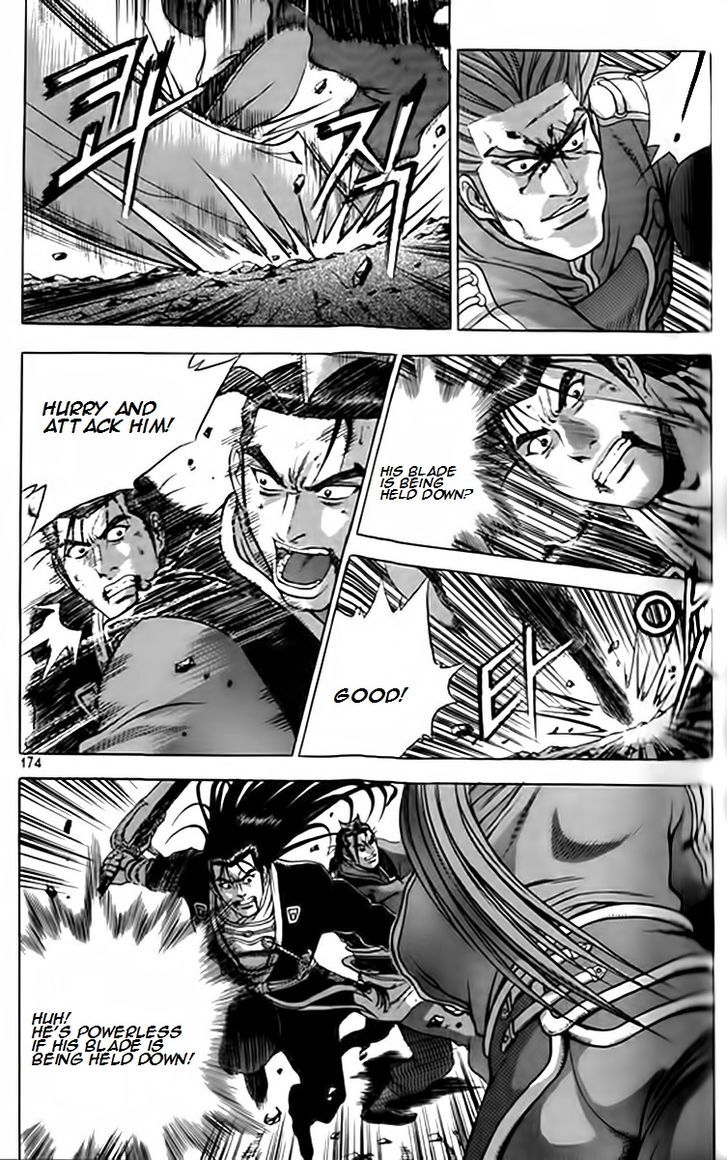 콰
직
!
HURRY AND
ATTACK HIM!
HIS BLADE
IS BEING
HELD DOWN?
GOOD!
타
앗
174
HUH!
HE'S POWERLESS
IF HIS BLADE IS
BEING HELD DOWN!